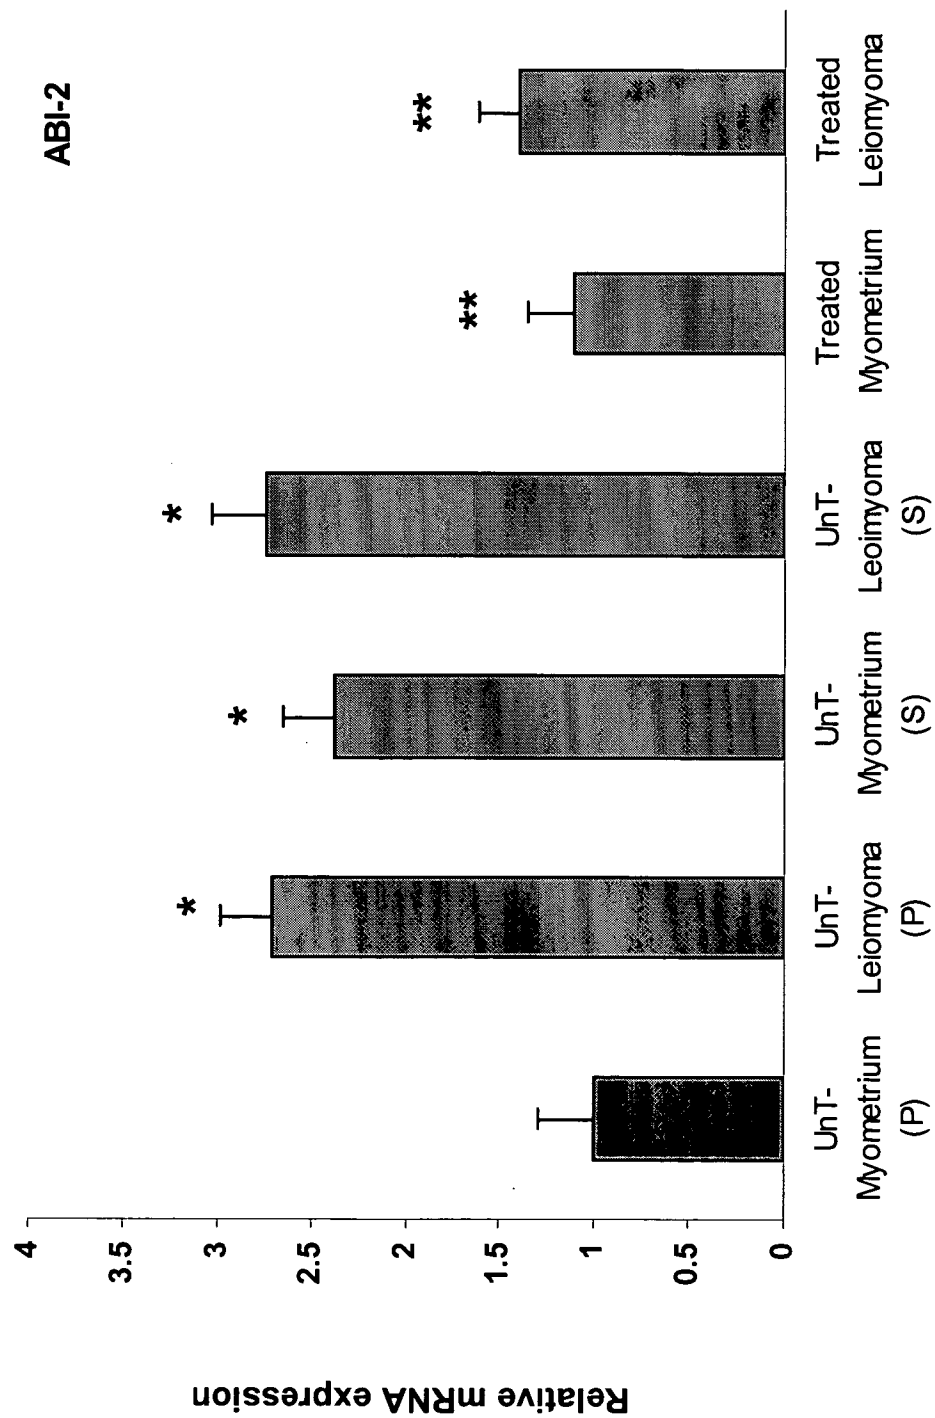 ABI-2
Relative mRNA expression
4
3.5
3
2.5
2
1.5
1
0.5
0
*
*
*
**
**
UnT-
Myometrium
(P)
UnT-
Leiomyoma
(P)
UnT-
Myometrium
(S)
UnT-
Leoimyoma
(S)
Treated
Myometrium
Treated
Leiomyoma